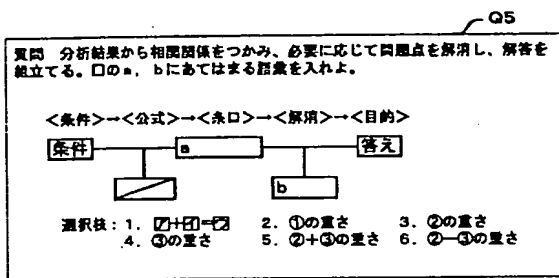 Q5
質問 分析結果から相関関係をつかみ、必要に応じて問題点を解消し、解答を
組立てる。口のa, bにあてはまる語彙を入れよ。
<条件>→<公式>→<糸口>→<解消>→<目的>
条件 a 答え
b
選択枝: 1. ア+イ=ウ 2. ①の重さ 3. ②の重さ
4. ③の重さ 5. ②+③の重さ 6. ②-③の重さ